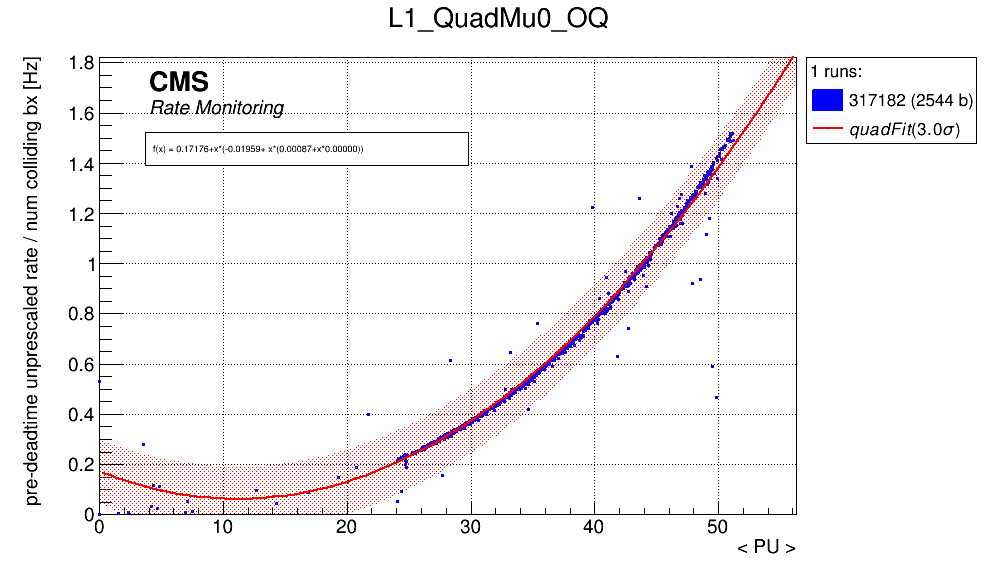 L1_QuadMu0_OQ
pre-deadtime unprescaled rate / num colliding bx [Hz]
CMS
Rate Monitoring
f(x) = 0.17176+x*(-0.01959+ x*(0.00087+x*0.00000))
1 runs:
317182 (2544 b)
quadFit(3.0σ)
1.8
1.6
1.4
1.2
1
0.8
0.6
0.4
0.2
0
0 10 20 30 40 50
< PU >